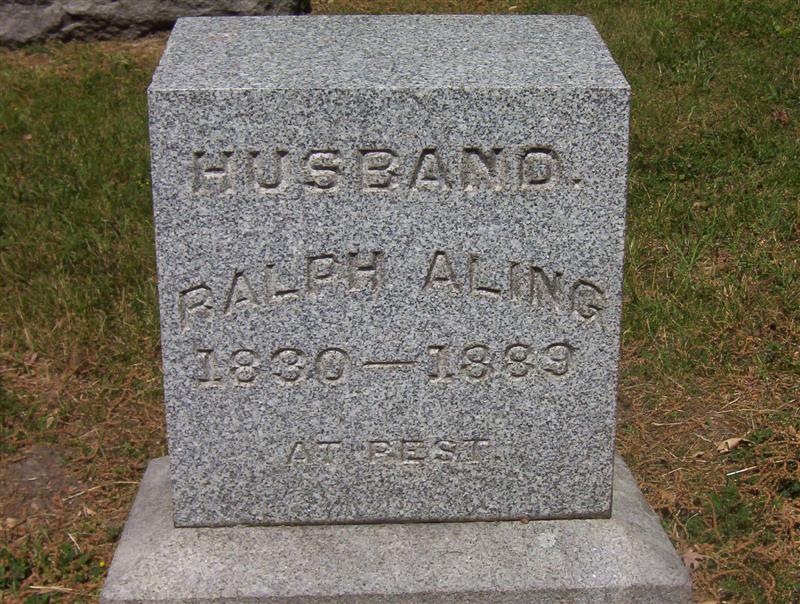 HUSBAND.
RALPH ALING
1830—1889
AT REST.